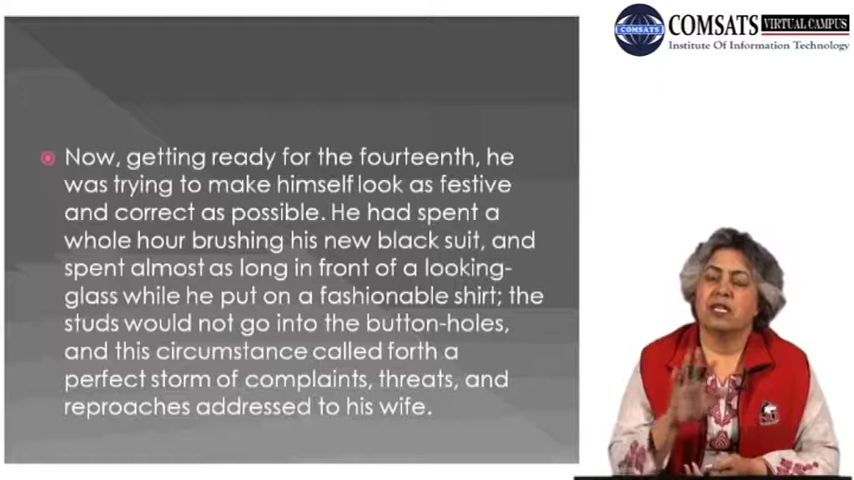 COMSATS VIRTUAL CAMPUS
COMSATS
Institute Of Information Technology
Now, getting ready for the fourteenth, he
was trying to make himself look as festive
and correct as possible. He had spent a
whole hour brushing his new black suit, and
spent almost as long in front of a looking-
glass while he put on a fashionable shirt; the
studs would not go into the button-holes,
and this circumstance called forth a
perfect storm of complaints, threats, and
reproaches addressed to his wife.